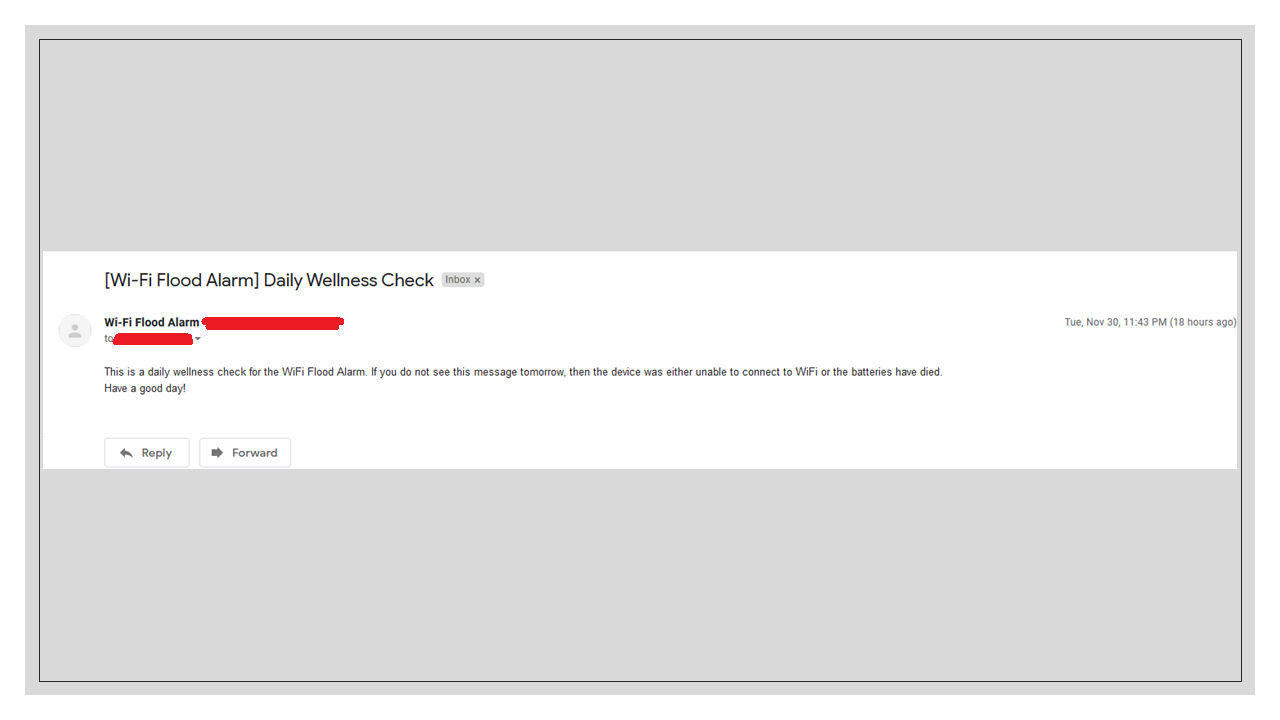 [Wi-Fi Flood Alarm] Daily Wellness Check Inbox x
Wi-Fi Flood Alarm Tue, Nov 30, 11:43 PM (18 hours ago)
to
This is a daily wellness check for the WiFi Flood Alarm. If you do not see this message tomorrow, then the device was either unable to connect to WiFi or the batteries have died.
Have a good day!
Reply Forward